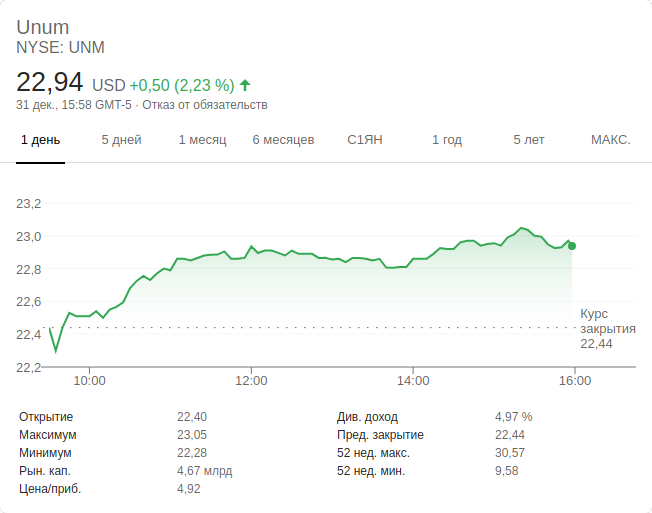 Unum
NYSE: UNM
22,94 USD +0,50 (2,23 %)
31 дек., 15:58 GMT-5 · Отказ от обязательств
1 день 5 дней 1 месяц 6 месяцев С1ЯН 1 год 5 лет МАКС.
23,2
23,0
22,8
22,6
22,4
22,2
Курс
закрытия
22,44
10:00 12:00 14:00 16:00
Открытие 22,40
Максимум 23,05
Минимум 22,28
Рын. кап. 4,67 млрд
Цена/приб. 4,92
Див. доход 4,97 %
Пред. закрытие 22,44
52 нед. макс. 30,57
52 нед. мин. 9,58